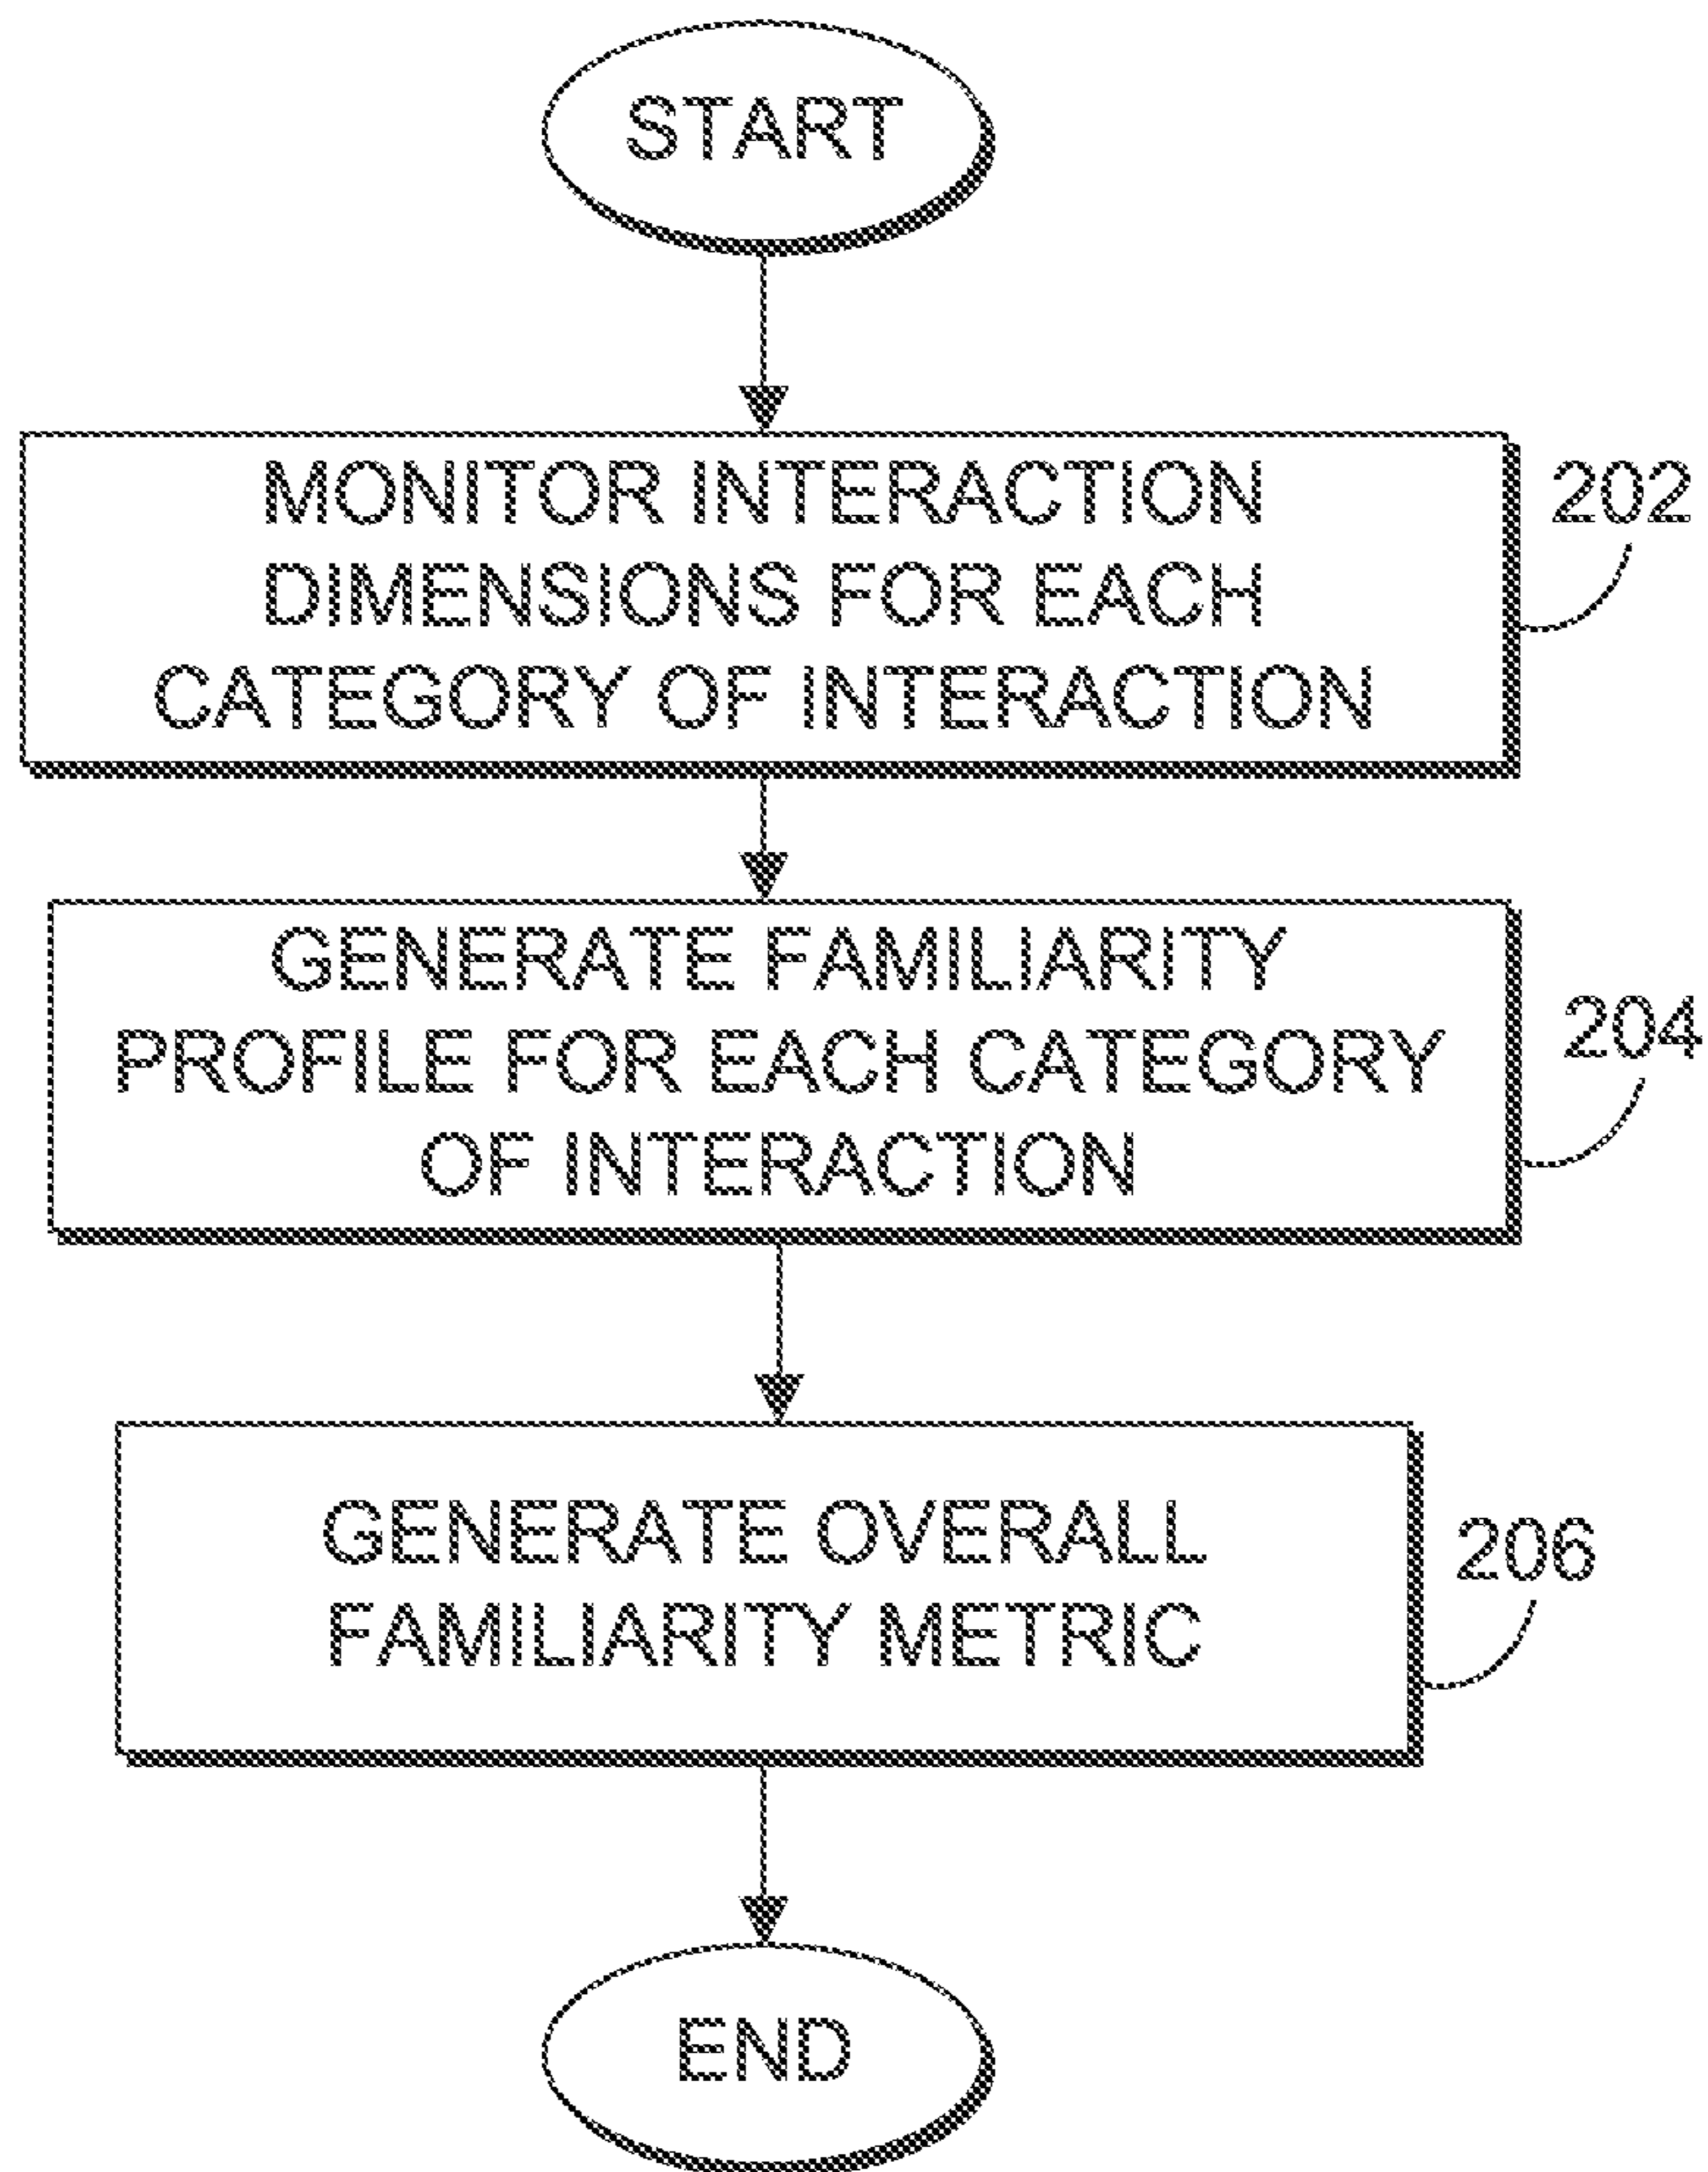 START
MONITOR INTERACTION
DIMENSIONS FOR EACH
CATEGORY OF INTERACTION
202
GENERATE FAMILIARITY
PROFILE FOR EACH CATEGORY
OF INTERACTION
204
GENERATE OVERALL
FAMILIARITY METRIC
206
END